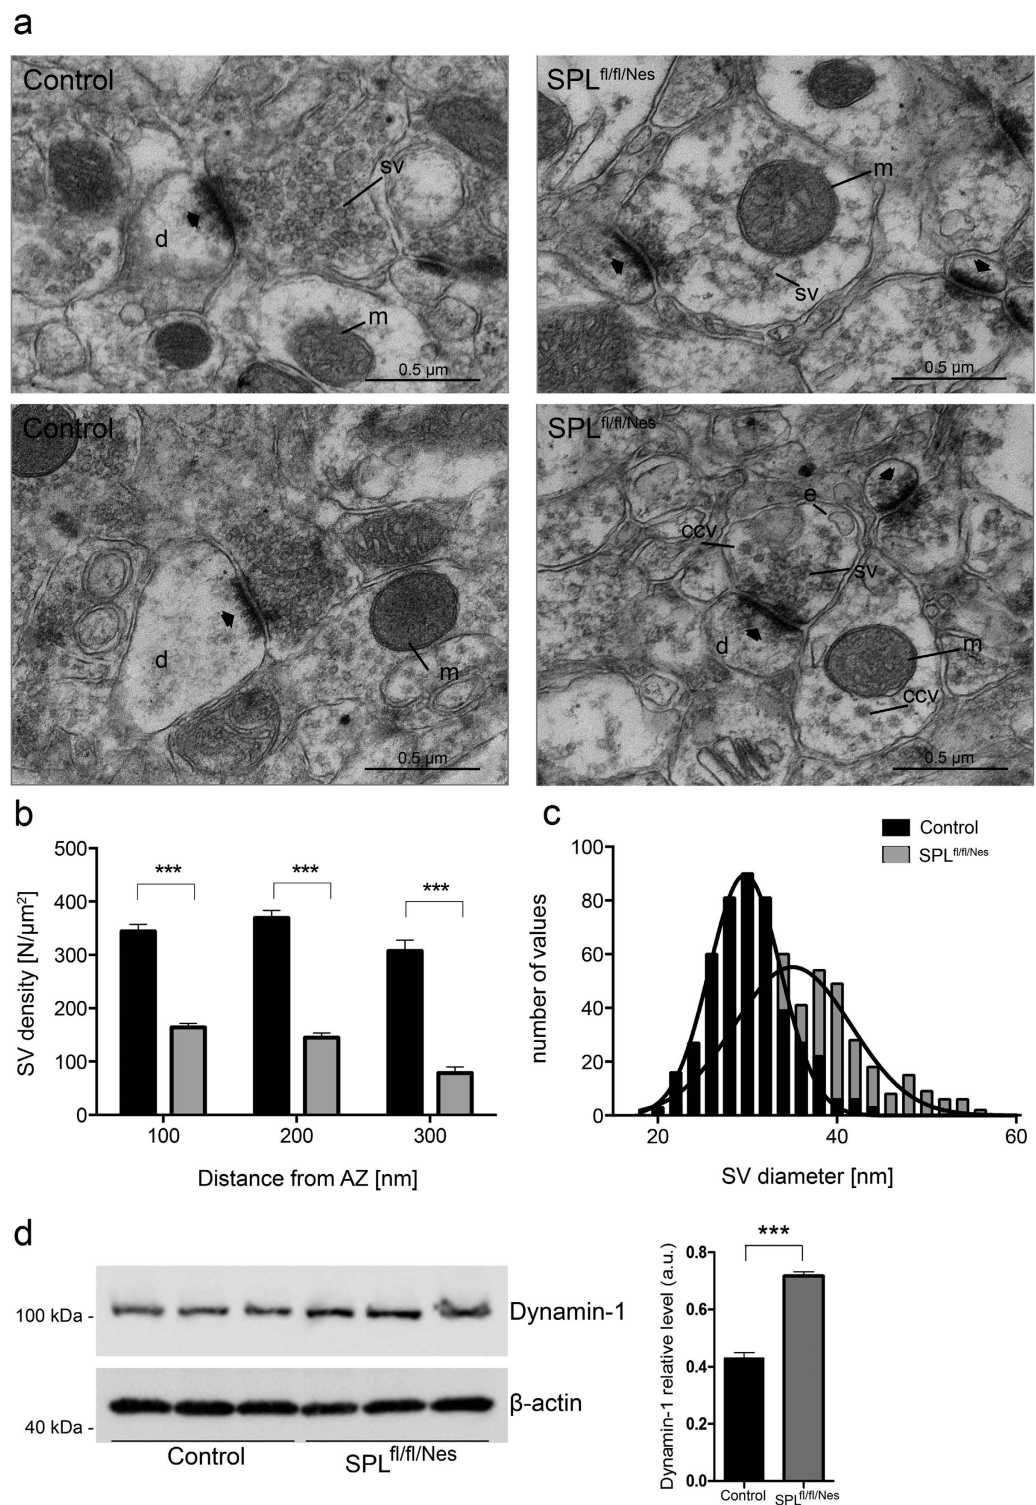 a
Control
sv
d
m
0.5 µm
SPLfl/fl/Nes
m
sv
0.5 µm
Control
d
m
0.5 µm
SPLfl/fl/Nes
e
ccv
sv
d
m
ccv
0.5 µm
b
500
400
300
200
100
0
SV density [N/µm²]
***
***
***
100
200
300
Distance from AZ [nm]
c
Control
SPLfl/fl/Nes
100
80
60
40
20
0
number of values
20
40
60
SV diameter [nm]
d
100 kDa -
Dynamin-1
40 kDa -
β-actin
Control
SPLfl/fl/Nes
***
0.8
0.6
0.4
0.2
0.0
Dynamin-1 relative level (a.u.)
Control
SPLfl/fl/Nes